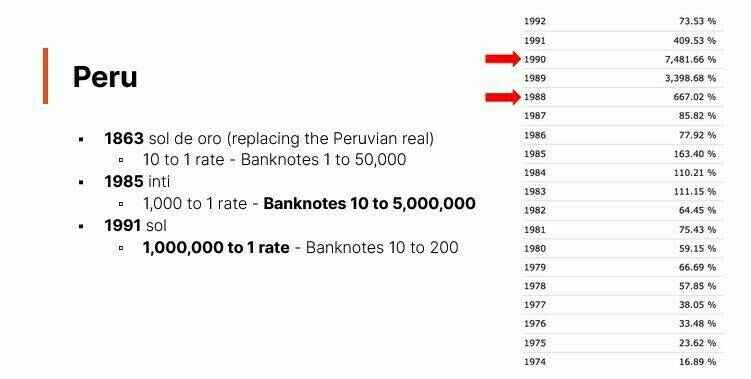 Peru
▪ 1863 sol de oro (replacing the Peruvian real)
▫ 10 to 1 rate - Banknotes 1 to 50,000
▪ 1985 inti
▫ 1,000 to 1 rate - Banknotes 10 to 5,000,000
▪ 1991 sol
▫ 1,000,000 to 1 rate - Banknotes 10 to 200
1992 73.53 %
1991 409.53 %
1990 7,481.66 %
1989 3,398.68 %
1988 667.02 %
1987 85.82 %
1986 77.92 %
1985 163.40 %
1984 110.21 %
1983 111.15 %
1982 64.45 %
1981 75.43 %
1980 59.15 %
1979 66.69 %
1978 57.85 %
1977 38.05 %
1976 33.48 %
1975 23.62 %
1974 16.89 %